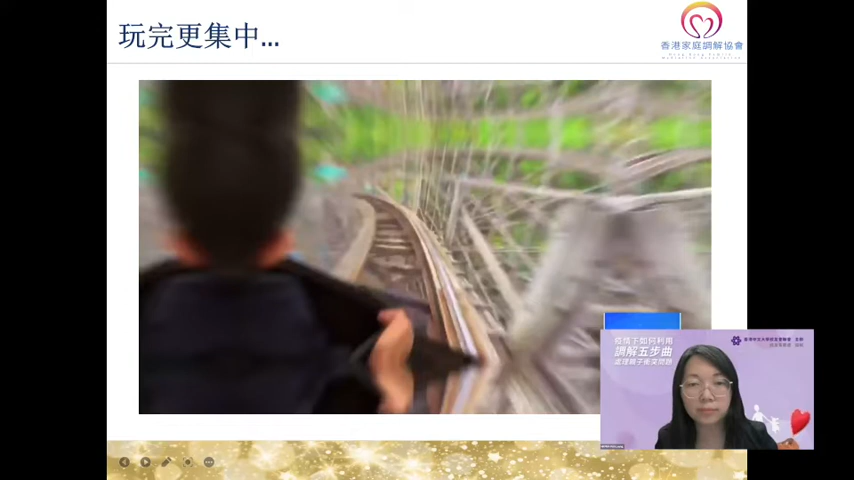 玩完更集中...
香港家庭調解協會
疫情下如何利用
調解五步曲
處理親子衝突問題